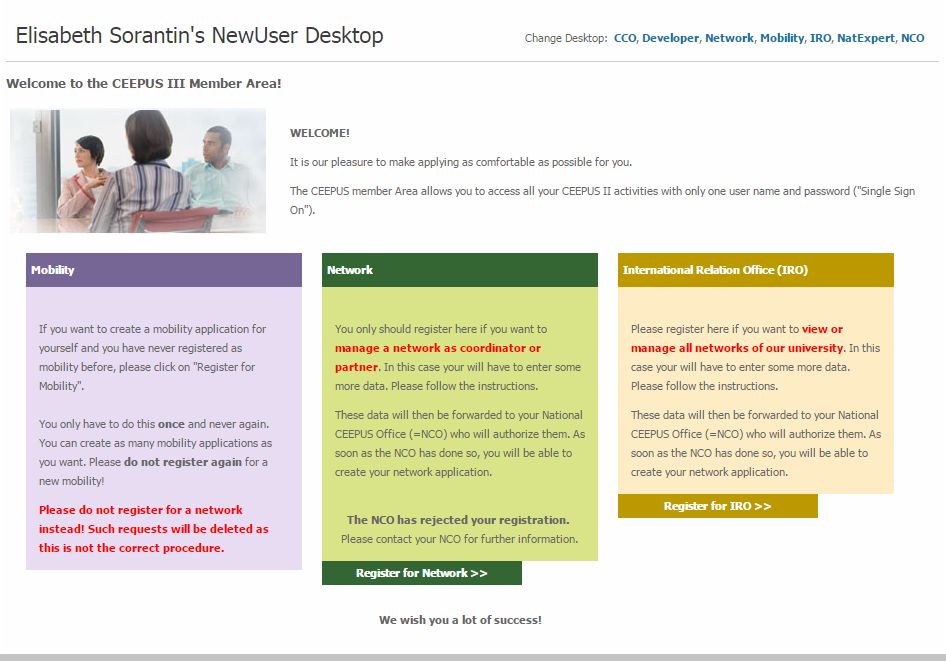 Elisabeth Sorantin's NewUser Desktop
Change Desktop: CCO, Developer, Network, Mobility, IRO, NatExpert, NCO
Welcome to the CEEPUS III Member Area!
WELCOME!
It is our pleasure to make applying as comfortable as possible for you.
The CEEPUS member Area allows you to access all your CEEPUS II activities with only one user name and password ("Single Sign
On").
Mobility
If you want to create a mobility application for
yourself and you have never registered as
mobility before, please click on "Register for
Mobility".
You only have to do this once and never again.
You can create as many mobility applications as
you want. Please do not register again for a
new mobility!
Please do not register for a network
instead! Such requests will be deleted as
this is not the correct procedure.
Network
You only should register here if you want to
manage a network as coordinator or
partner. In this case your will have to enter some
more data. Please follow the instructions.
These data will then be forwarded to your National
CEEPUS Office (=NCO) who will authorize them. As
soon as the NCO has done so, you will be able to
create your network application.
The NCO has rejected your registration.
Please contact your NCO for further information.
Register for Network >>
International Relation Office (IRO)
Please register here if you want to view or
manage all networks of our university. In this
case your will have to enter some more data.
Please follow the instructions.
These data will then be forwarded to your National
CEEPUS Office (=NCO) who will authorize them. As
soon as the NCO has done so, you will be able to
create your network application.
Register for IRO >>
We wish you a lot of success!